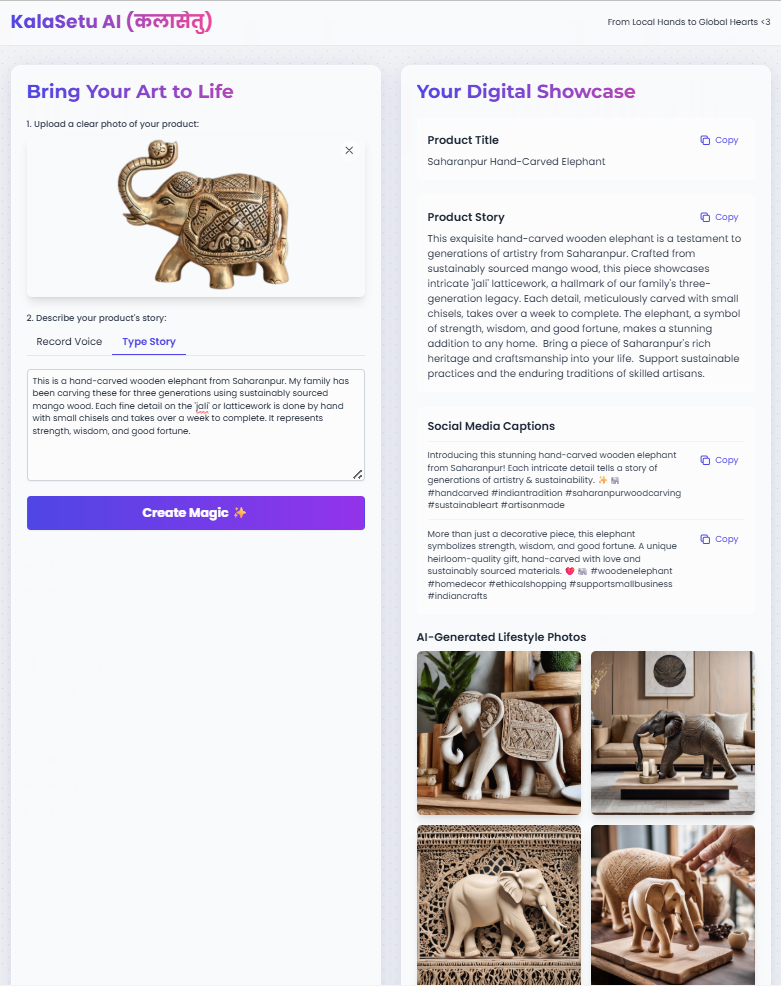 KalaSetu AI (कलासेतु)
From Local Hands to Global Hearts <3
Bring Your Art to Life
1. Upload a clear photo of your product:
2. Describe your product's story:
Record Voice
Type Story
This is a hand-carved wooden elephant from Saharanpur. My family has
been carving these for three generations using sustainably sourced
mango wood. Each fine detail on the 'jali' or latticework is done by hand
with small chisels and takes over a week to complete. It represents
strength, wisdom, and good fortune.
Create Magic ✨
Your Digital Showcase
Product Title
Copy
Saharanpur Hand-Carved Elephant
Product Story
Copy
This exquisite hand-carved wooden elephant is a testament to
generations of artistry from Saharanpur. Crafted from
sustainably sourced mango wood, this piece showcases
intricate 'jali' latticework, a hallmark of our family's three-
generation legacy. Each detail, meticulously carved with small
chisels, takes over a week to complete. The elephant, a symbol
of strength, wisdom, and good fortune, makes a stunning
addition to any home.  Bring a piece of Saharanpur's rich
heritage and craftsmanship into your life.  Support sustainable
practices and the enduring traditions of skilled artisans.
Social Media Captions
Introducing this stunning hand-carved wooden elephant
from Saharanpur! Each intricate detail tells a story of
generations of artistry & sustainability. ✨ 🐘
#handcarved #indiantradition #saharanpurwoodcarving
#sustainableart #artisanmade
Copy
More than just a decorative piece, this elephant
symbolizes strength, wisdom, and good fortune. A unique
heirloom-quality gift, hand-carved with love and
sustainably sourced materials. ❤️ 🐘 #woodenelephant
#homedecor #ethicalshopping #supportsmallbusiness
#indiancrafts
Copy
AI-Generated Lifestyle Photos